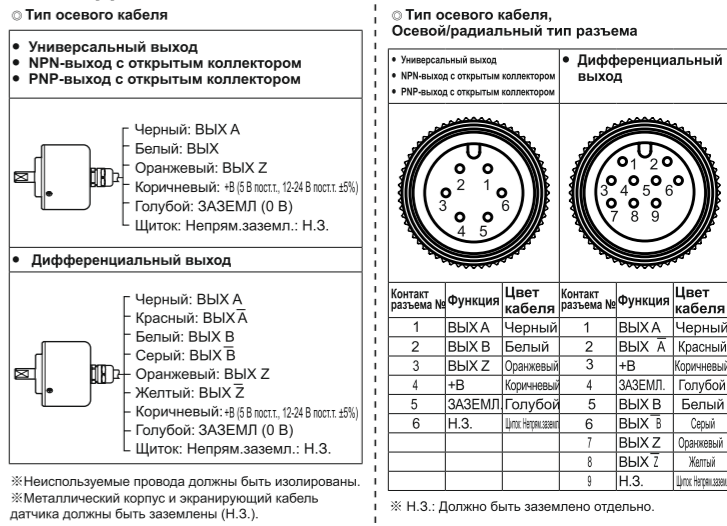 ◎ Тип осевого кабеля
● Универсальный выход
● NPN-выход с открытым коллектором
● PNP-выход с открытым коллектором
Черный: ВЫХ A
Белый: ВЫХ
Оранжевый: ВЫХ Z
Коричневый: +В (5 В пост.т., 12-24 В пост.т. ±5%)
Голубой: ЗАЗЕМЛ (0 В)
Щиток: Непрям.заземл.: Н.З.
● Дифференциальный выход
Черный: ВЫХ A
Красный: ВЫХ A̅
Белый: ВЫХ B
Серый: ВЫХ B̅
Оранжевый: ВЫХ Z
Желтый: ВЫХ Z̅
Коричневый: +В (5 В пост.т., 12-24 В пост.т. ±5%)
Голубой: ЗАЗЕМЛ (0 В)
Щиток: Непрям.заземл.: Н.З.
※Неиспользуемые провода должны быть изолированы.
※Металлический корпус и экранирующий кабель
датчика должны быть заземлены (Н.З.).
◎ Тип осевого кабеля,
Осевой/радиальный тип разъема
● Универсальный выход
● NPN-выход с открытым коллектором
● PNP-выход с открытым коллектором
● Дифференциальный
выход
2 1
3 6
4 5
1 2
3 4 5 6
7 8 9
Контакт разъема № Функция Цвет кабеля Контакт разъема № Функция Цвет кабеля
1 ВЫХ A Черный 1 ВЫХ A Черный
2 ВЫХ B Белый 2 ВЫХ A̅ Красный
3 ВЫХ Z Оранжевый 3 +В Коричневый
4 +В Коричневый 4 ЗАЗЕМЛ. Голубой
5 ЗАЗЕМЛ. Голубой 5 ВЫХ B Белый
6 Н.З. Щиток: Непрям.заземл 6 ВЫХ B̅ Серый
7 ВЫХ Z Оранжевый
8 ВЫХ Z̅ Желтый
9 Н.З. Щиток: Непрям.зазем
※ Н.З.: Должно быть заземлено отдельно.